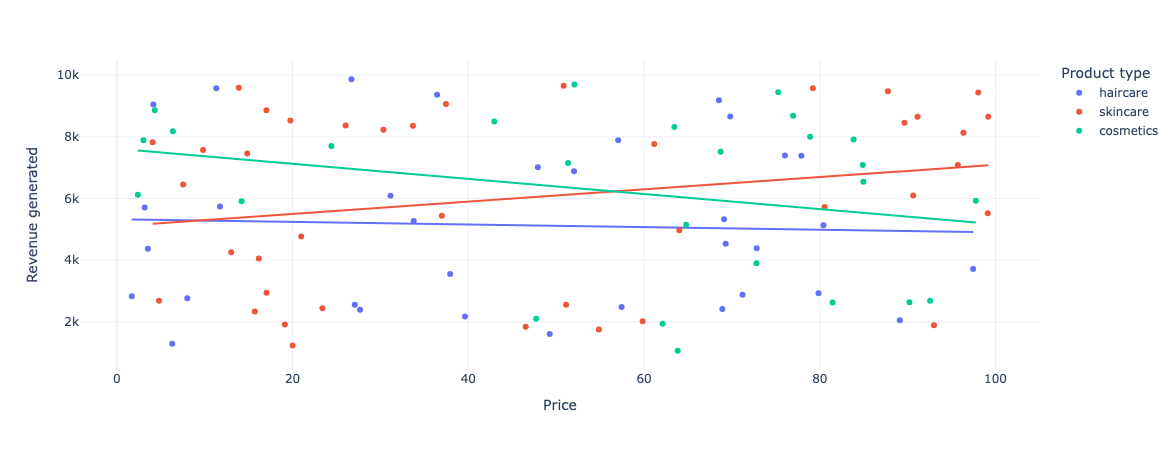 10k
8k
6k
4k
2k
Revenue generated
0
20
40
60
80
100
Price
Product type
haircare
skincare
cosmetics